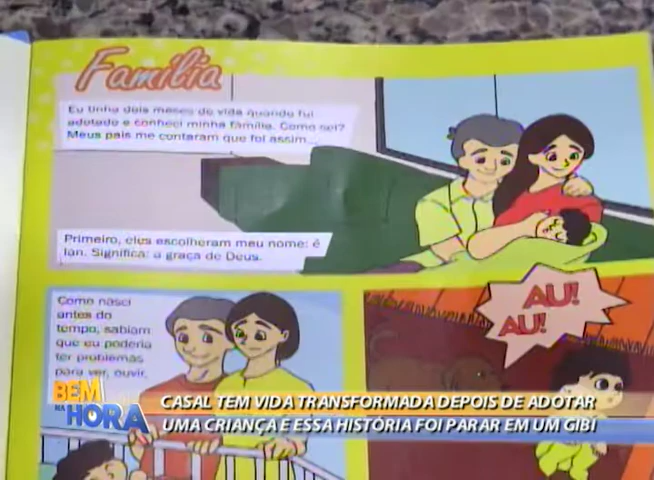 Família
Eu tinha dois meses de vida quando fui
adotado e conheci minha família. Como sei?
Meus pais me contaram que foi assim...
Primeiro, eles escolheram meu nome: é
Ian. Significa: a graça de Deus.
Como nasci
antes do
tempo, sabiam
que eu poderia
ter problemas
para ver, ouvir,
AU!
AU!
BEM
NA
HORA
CASAL TEM VIDA TRANSFORMADA DEPOIS DE ADOTAR
UMA CRIANÇA E ESSA HISTÓRIA FOI PARAR EM UM GIBI